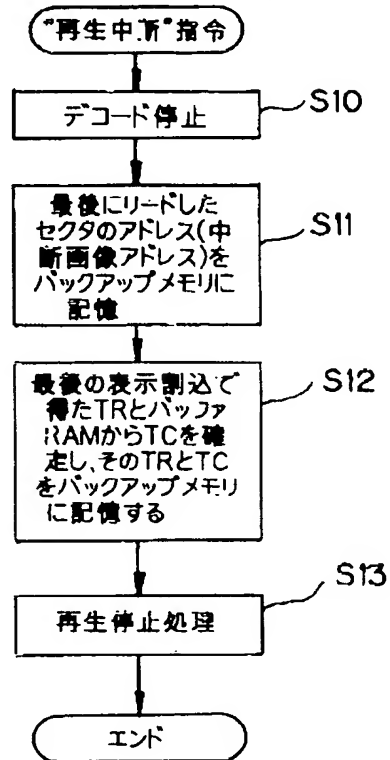 "再生中断"指令
デコード停止
S10
最後にリードした
セクタのアドレス(中
断画像アドレス)を
バックアップメモリに
記憶
S11
最後の表示割込で
得たTRとバッファ
RAMからTCを確
定し、そのTRとTC
をバックアップメモリ
に記憶する
S12
再生停止処理
S13
エンド